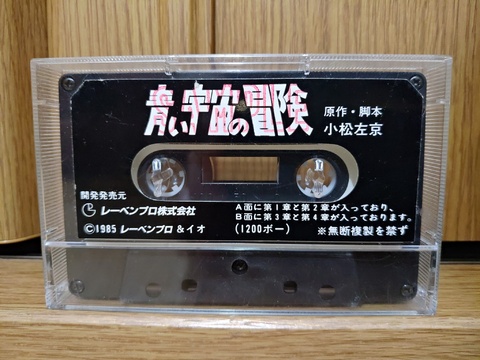 青い宇宙の冒険
原作・脚本
小松左京
開発発売元
レーベンプロ株式会社
©1985 レーベンプロ & イオ
A面に第1章と第2章が入っており、
B面に第3章と第4章が入っております。
(1200ボー) ※無断複製を禁ず